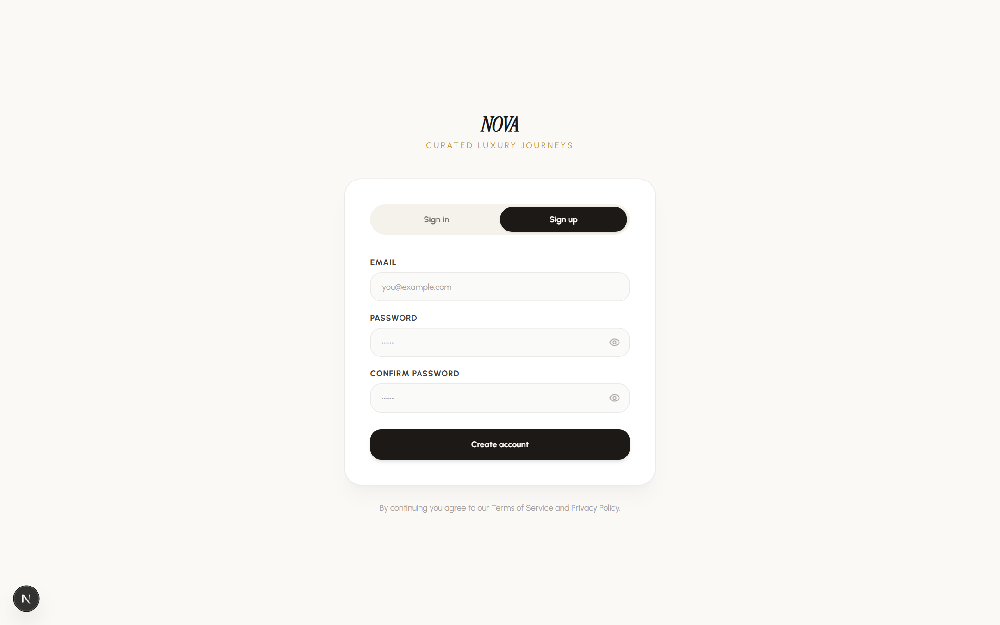 NOVA
CURATED LUXURY JOURNEYS
Sign in
Sign up
EMAIL
you@example.com
PASSWORD
········
CONFIRM PASSWORD
········
Create account
By continuing you agree to our Terms of Service and Privacy Policy.
N